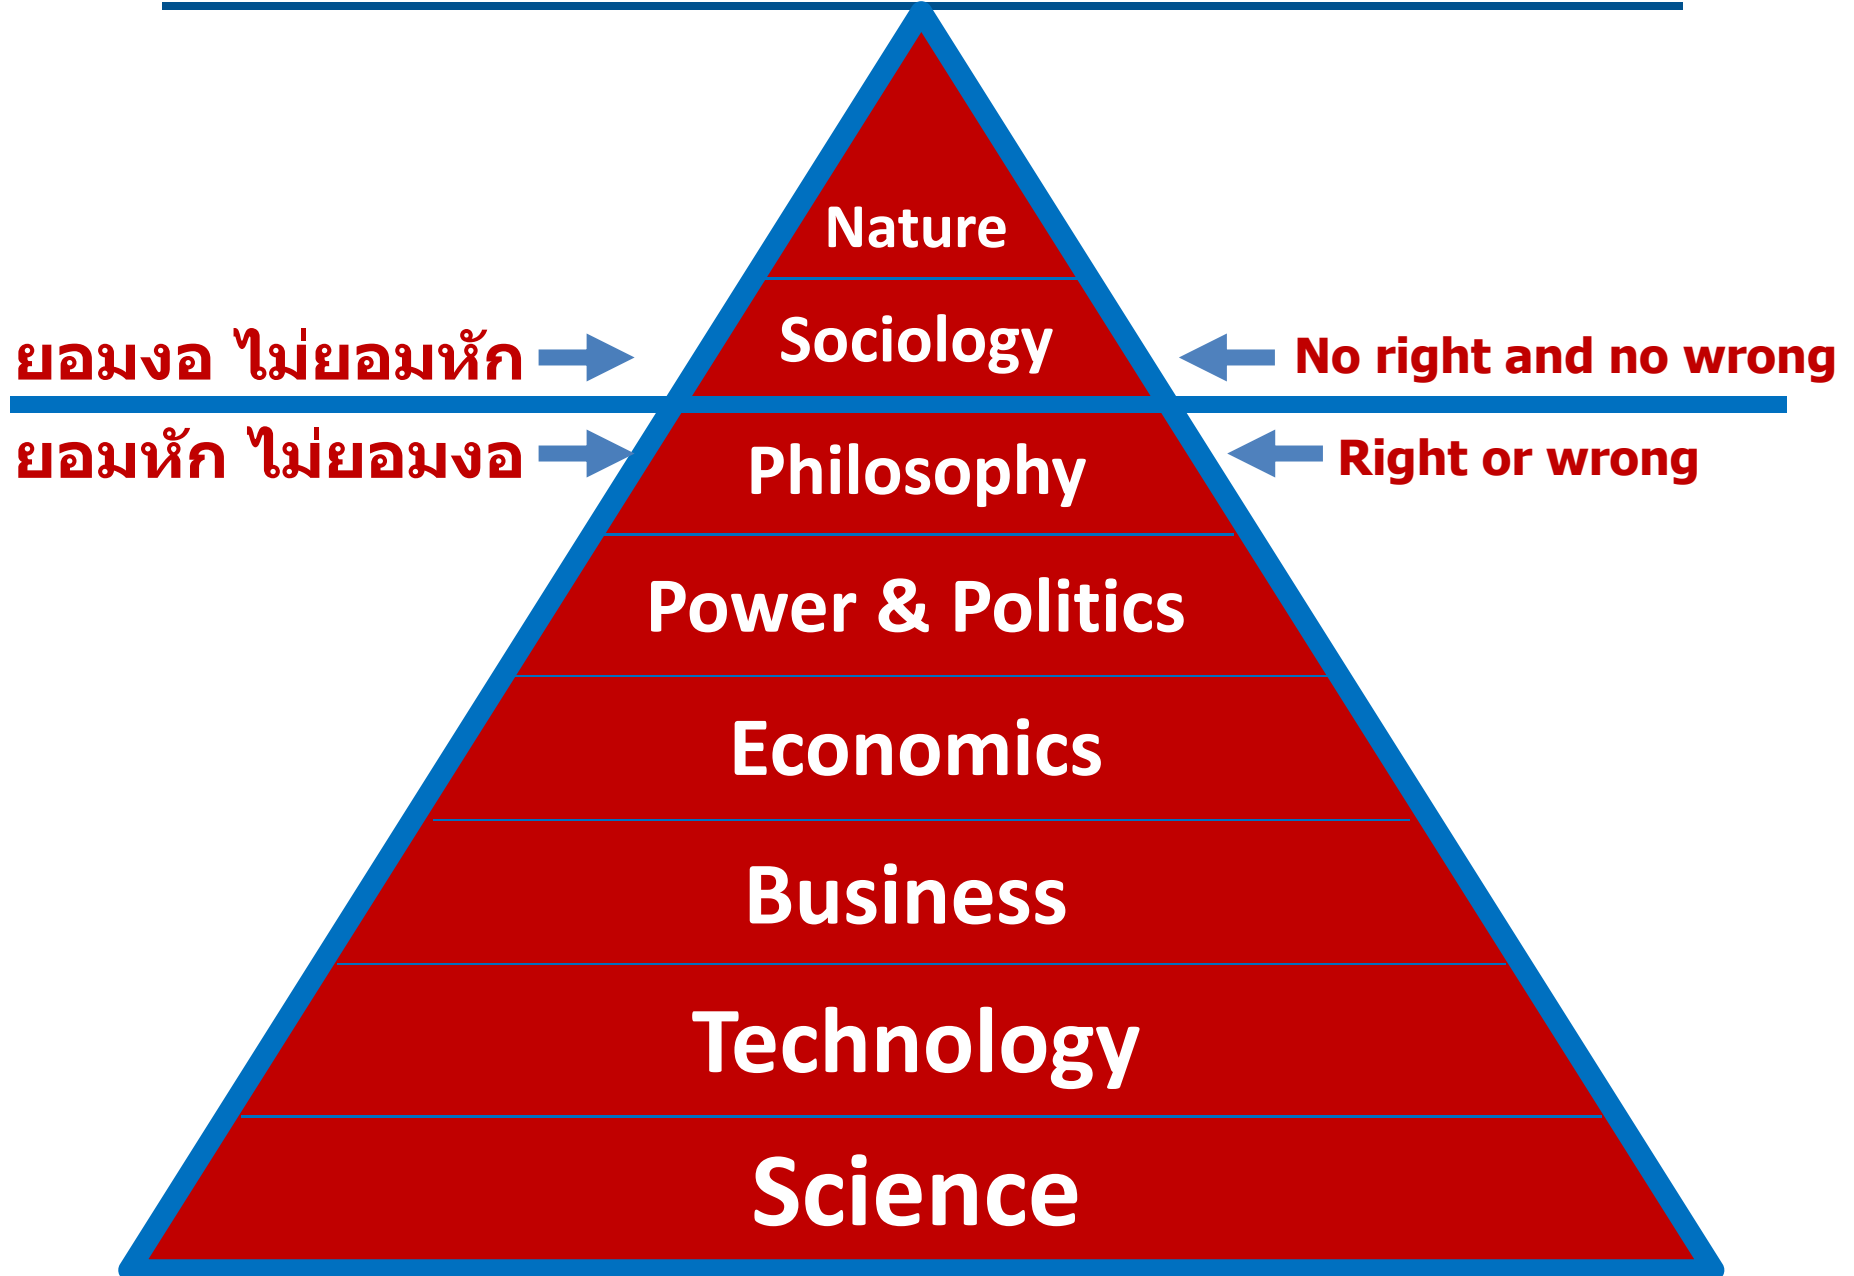 Nature
Sociology
ยอมงอ ไม่ยอมหัก
No right and no wrong
ยอมหัก ไม่ยอมงอ
Right or wrong
Philosophy
Power & Politics
Economics
Business
Technology
Science